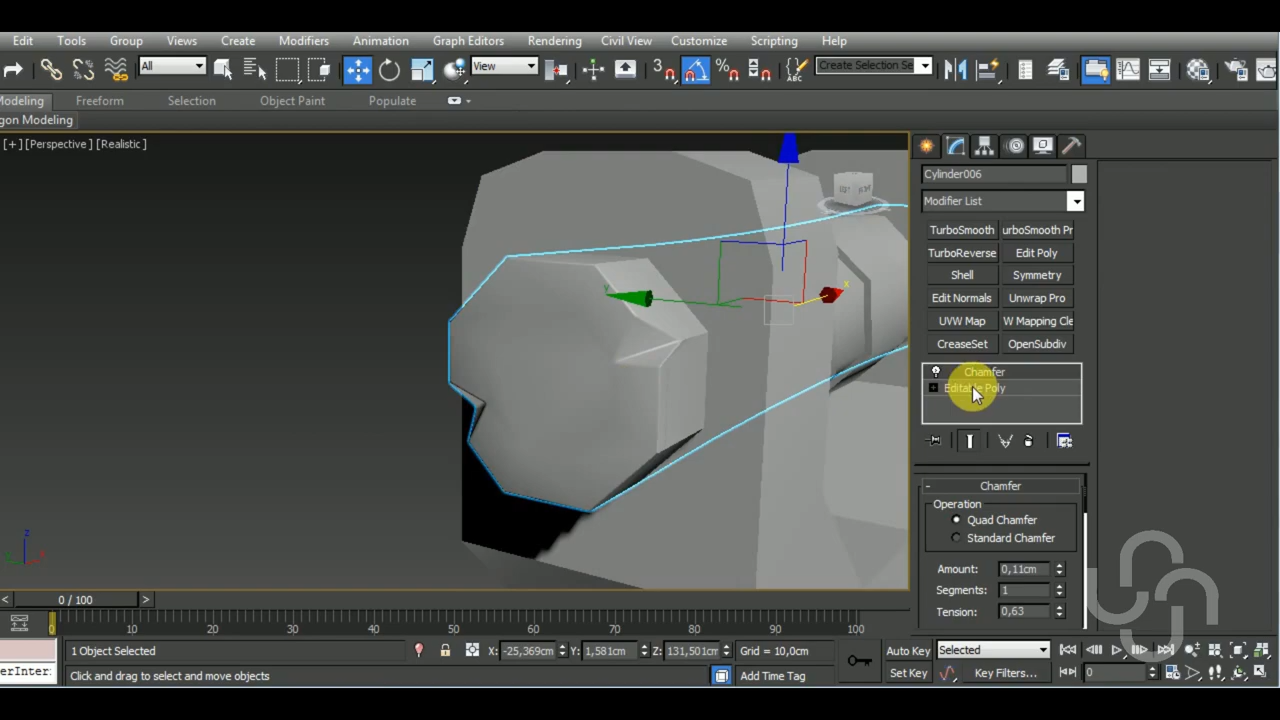 Edit Tools Group Views Create Modifiers Animation Graph Editors Rendering Civil View Customize Scripting Help
All View 3 % ABC Create Selection Se
Modeling Freeform Selection Object Paint Populate
gon Modeling
[+] [Perspective] [Realistic]
Cylinder006
Modifier List
TurboSmooth urboSmooth Pr
TurboReverse Edit Poly
Shell Symmetry
Edit Normals Unwrap Pro
UVW Map W Mapping Cle
CreaseSet OpenSubdiv
Chamfer
Editable Poly
y x
Chamfer
Operation
Quad Chamfer
Standard Chamfer
Amount: 0,11cm
Segments: 1
Tension: 0,63
z
0 / 100
0 10 20 30 40 50 60 70 80 90 100
1 Object Selected X: -25,369cm Y: 1,581cm Z: 131,501cm Grid = 10,0cm Auto Key Selected
erInter: Click and drag to select and move objects Add Time Tag Set Key Key Filters... 0